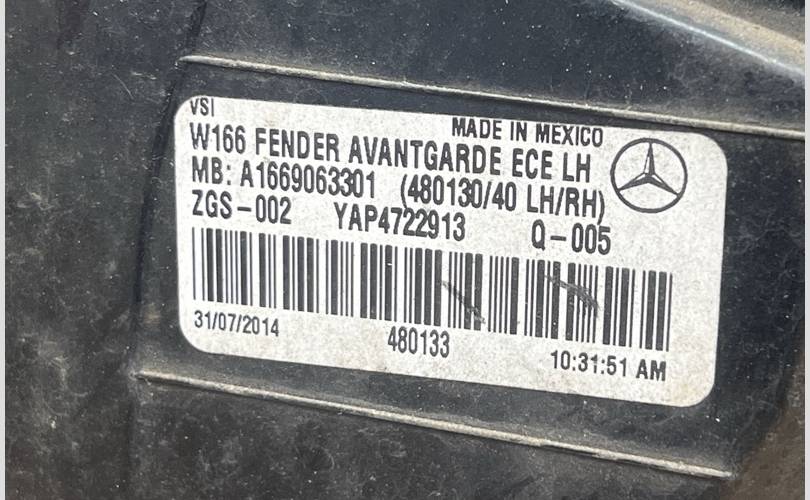 VSI
MADE IN MEXICO
W166 FENDER AVANTGARDE ECE LH
MB: A1669063301 (480130/40 LH/RH)
ZGS-002 YAP4722913 Q-005
31/07/2014 480133 10:31:51 AM